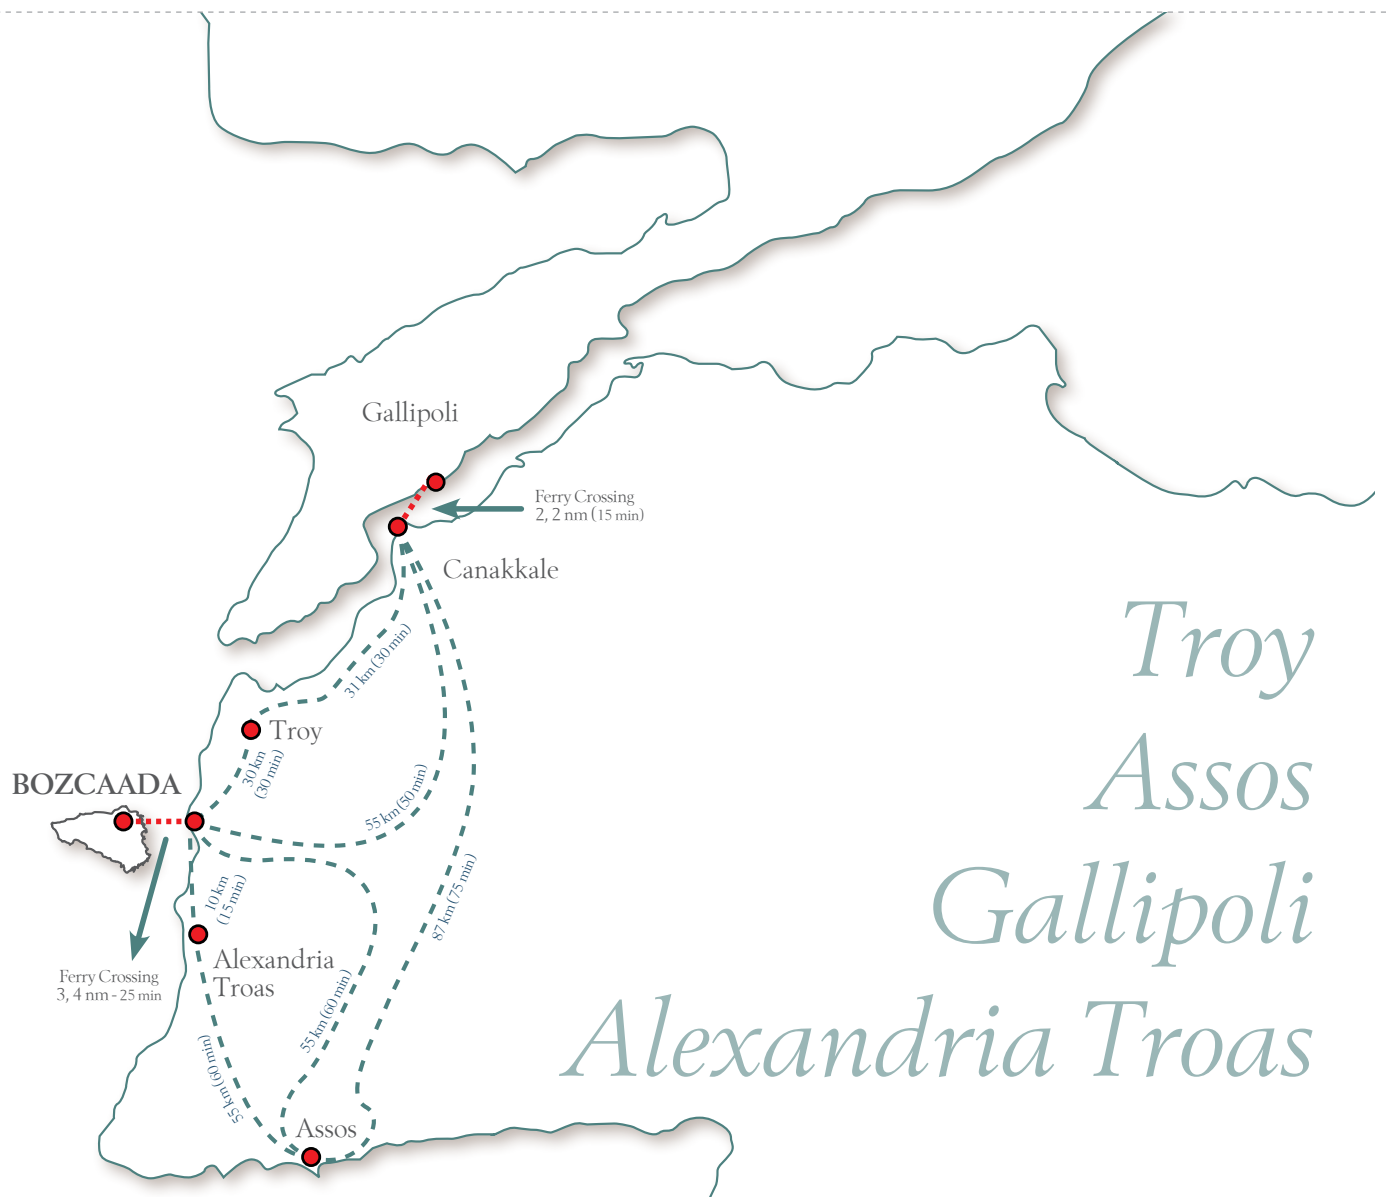 Gallipoli
Ferry Crossing
2, 2 nm (15 min)
Canakkale
31 km (30 min)
Troy
Troy
30 km
(30 min)
Assos
BOZCAADA
55 km (50 min)
10 km
(15 min)
87 km (75 min)
Gallipoli
Alexandria
Troas
Ferry Crossing
3, 4 nm - 25 min
55 km (60 min)
Alexandria Troas
55 km (60 min)
Assos